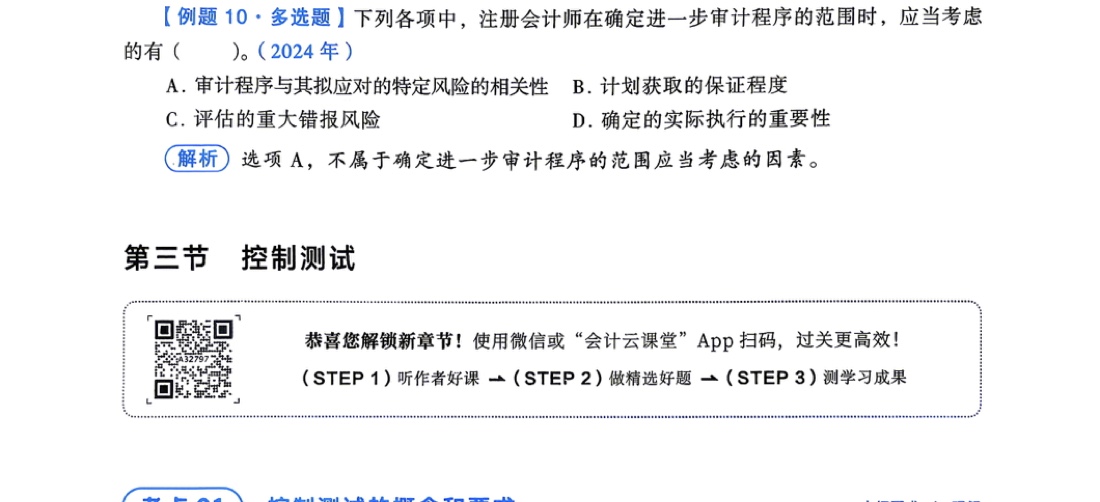 【例题 10·多选题】下列各项中，注册会计师在确定进一步审计程序的范围时，应当考虑
的有（　　）。（2024 年）
A. 审计程序与其拟应对的特定风险的相关性 B. 计划获取的保证程度
C. 评估的重大错报风险 D. 确定的实际执行的重要性
解析 选项 A，不属于确定进一步审计程序的范围应当考虑的因素。
第三节 控制测试
A32797
恭喜您解锁新章节！使用微信或“会计云课堂”App 扫码，过关更高效！
（STEP 1）听作者好课 ⇀（STEP 2）做精选好题 ⇀（STEP 3）测学习成果
考点 01 控制测试的概念和要求